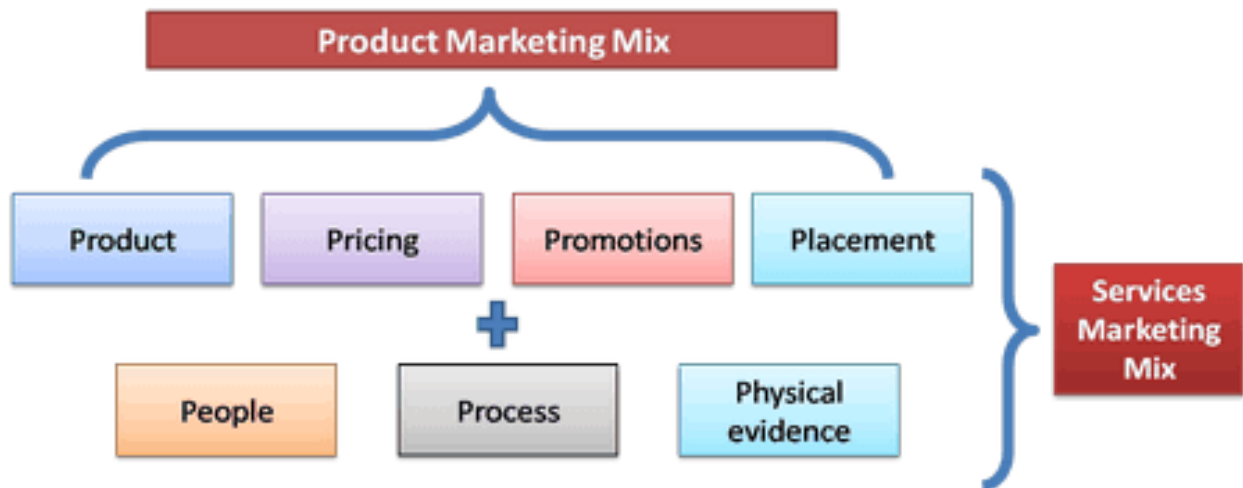 Product Marketing Mix
Product
Pricing
Promotions
Placement
Services
Marketing
Mix
People
Process
Physical
evidence